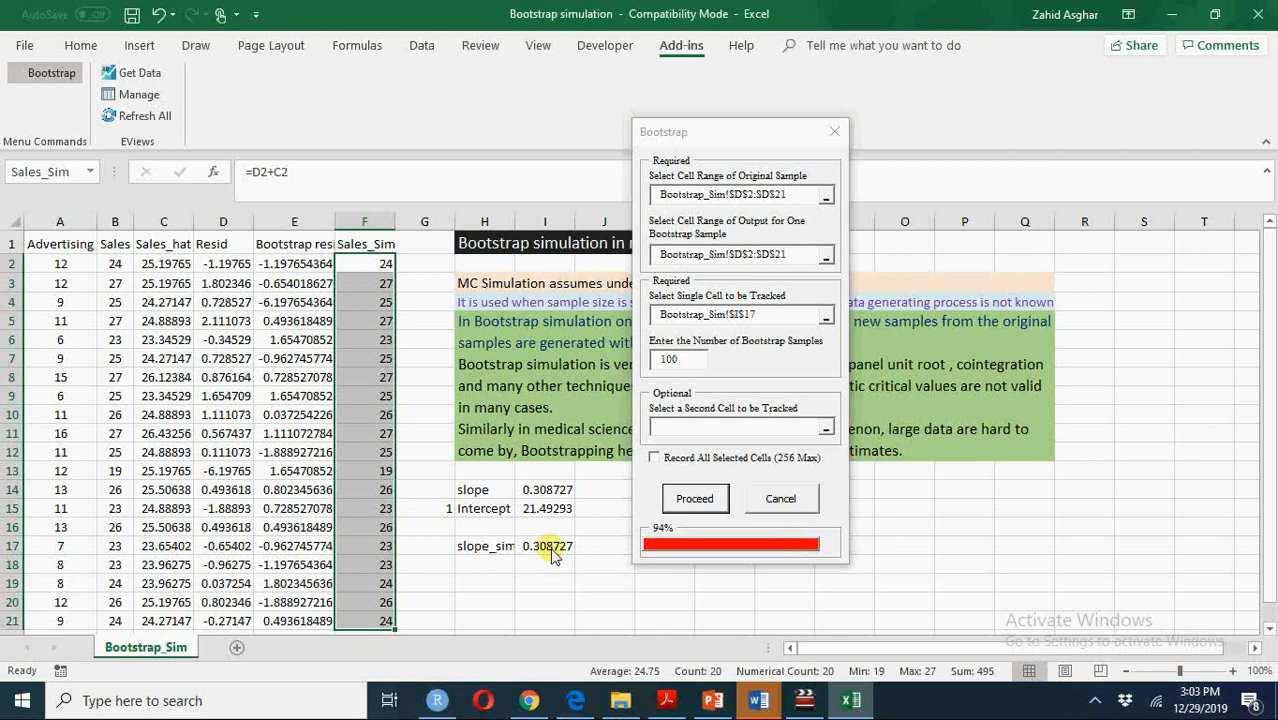 AutoSave Off
Bootstrap simulation - Compatibility Mode - Excel
Zahid Asghar
File Home Insert Draw Page Layout Formulas Data Review View Developer Add-ins Help Tell me what you want to do Share Comments
Bootstrap
Get Data
Manage
Refresh All
Menu Commands
EViews
Sales_Sim
fx
=D2+C2
A B C D E F G H I J O P Q R S T
1 Advertising Sales Sales_hat Resid Bootstrap resi Sales_Sim Bootstrap simulation in
2 12 24 25.19765 -1.19765 -1.197654364 24
3 12 27 25.19765 1.802346 -0.654018627 27 MC Simulation assumes unde
4 9 25 24.27147 0.728527 -6.197654364 25 It is used when sample size is s ata generating process is not known
5 11 27 24.88893 2.111073 0.493618489 27 In Bootstrap simulation on new samples from the original
6 6 23 23.34529 -0.34529 1.65470832 23 samples are generated with
7 9 25 24.27147 0.728527 -0.962745774 25 Bootstrap simulation is ver panel unit root , cointegration
8 15 27 26.12384 0.876164 0.728527082 27 and many other technique tic critical values are not valid
9 6 25 23.34529 1.654709 1.65470832 25
10 11 26 24.88893 1.111073 0.037254226 26 in many cases.
11 16 27 26.43256 0.567437 1.111072784 27 Similarly in medical science enon, large data are hard to
12 11 25 24.88893 0.111073 -1.888927216 25 come by, Bootstrapping he timates.
13 12 19 25.19765 -6.19765 1.65470832 19
14 13 26 25.50638 0.493618 0.802345636 26 slope 0.308727
15 11 23 24.88893 -1.88893 0.728527082 23 1 Intercept 21.49293
16 13 26 25.50638 0.493618 0.493618489 26
17 7 23 23.65402 -0.65402 -0.962745774 23 slope_sim 0.308727
18 8 23 23.96275 -0.96275 -1.197654364 23
19 8 24 23.96275 0.037254 0.493618489 24
20 12 26 25.19765 0.802346 -1.888927216 26
21 9 24 24.27147 -0.27147 0.493618489 24
Bootstrap
Required
Select Cell Range of Original Sample
Bootstrap_Sim!$D$2:$D$21
Select Cell Range of Output for One
Bootstrap Sample
Bootstrap_Sim!$D$2:$D$21
Required
Select Single Cell to be Tracked
Bootstrap_Sim!$I$17
Enter the Number of Bootstrap Samples
100
Optional
Select a Second Cell to be Tracked
Record All Selected Cells (256 Max)
Proceed Cancel
94%
Activate Windows
Go to Settings to activate Windows.
Bootstrap_Sim
Ready
Average: 24.75 Count: 20 Numerical Count: 20 Min: 19 Max: 27 Sum: 495
100%
Type here to search
3:03 PM
12/29/2019
8